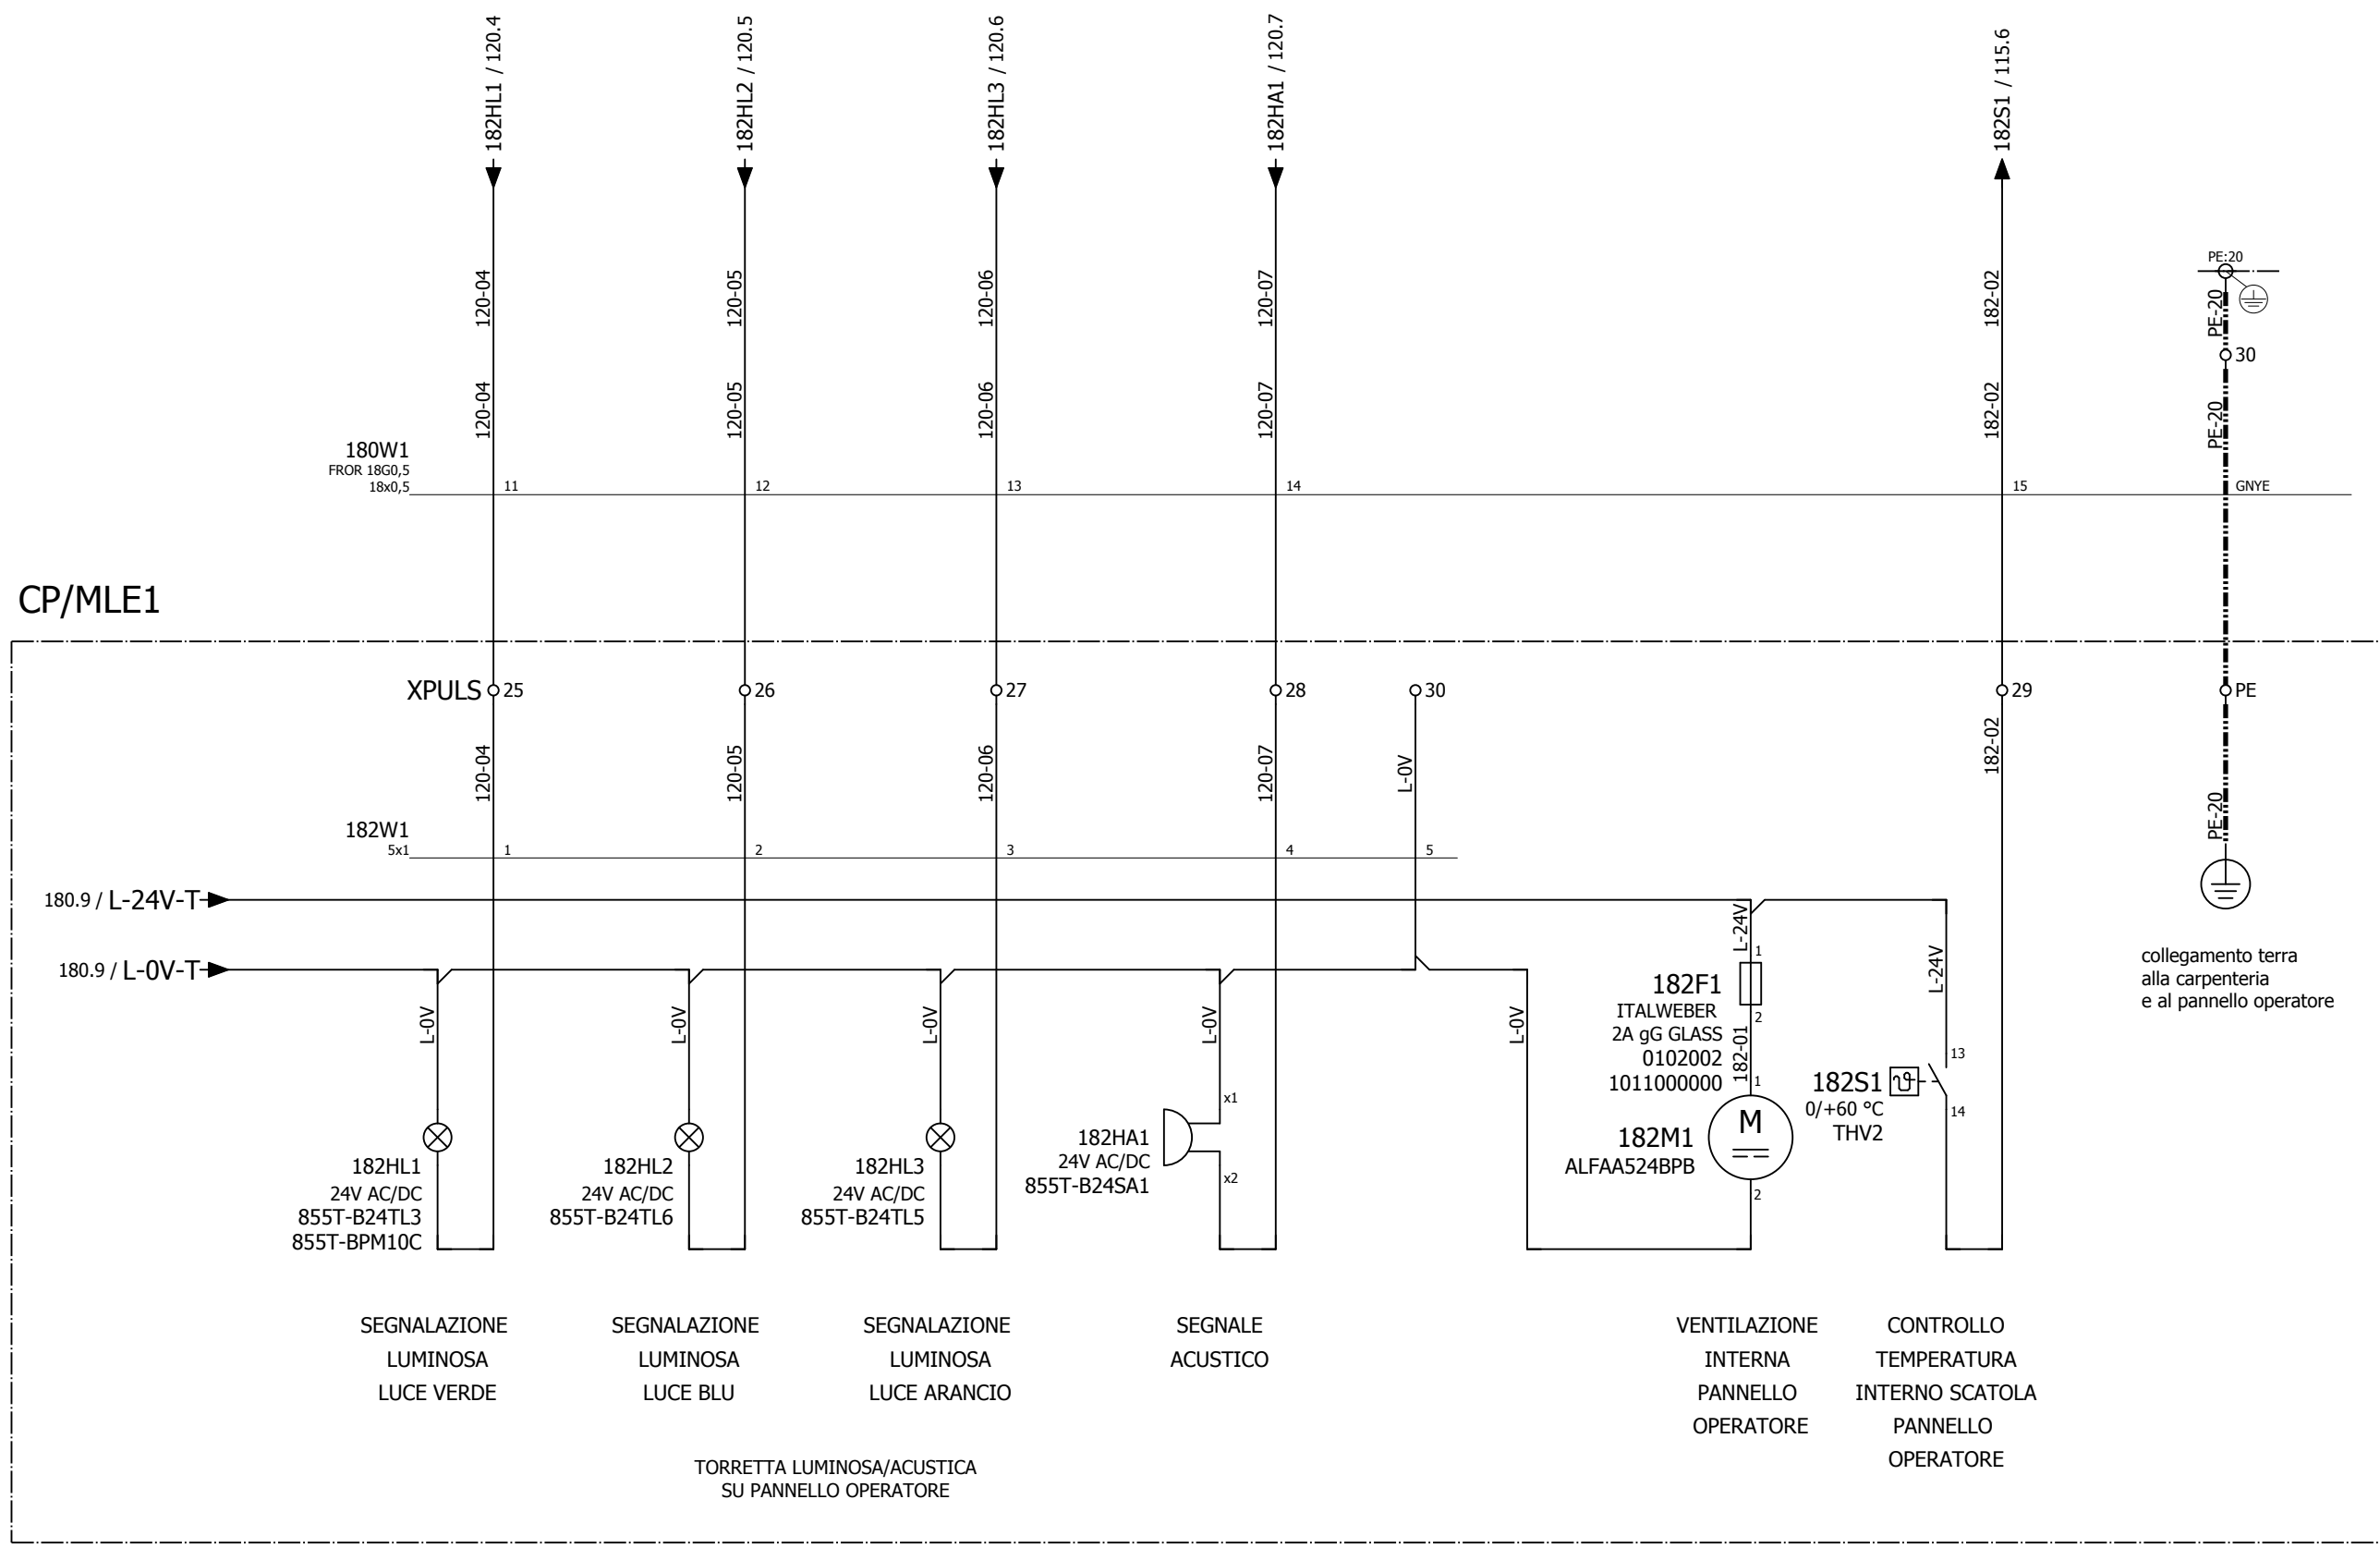 182HL1 / 120.4
182HL2 / 120.5
182HL3 / 120.6
182HA1 / 120.7
182S1 / 115.6
PE:20
120-04
120-05
120-06
120-07
182-02
PE-20
30
120-04
120-05
120-06
120-07
182-02
PE-20
180W1
FROR 18G0,5
18x0,5
11
12
13
14
15
GNYE
CP/MLE1
XPULS
25
26
27
28
30
29
PE
120-04
120-05
120-06
120-07
L-0V
182-02
PE-20
182W1
5x1
1
2
3
4
5
180.9 / L-24V-T
180.9 / L-0V-T
L-0V
L-0V
L-0V
L-0V
L-0V
L-24V
L-24V
1
182F1
ITALWEBER
2A gG GLASS
0102002
1011000000
2
182-01
collegamento terra
alla carpenteria
e al pannello operatore
182HL1
24V AC/DC
855T-B24TL3
855T-BPM10C
182HL2
24V AC/DC
855T-B24TL6
182HL3
24V AC/DC
855T-B24TL5
x1
182HA1
24V AC/DC
855T-B24SA1
x2
1
M
182M1
ALFAA524BPB
2
13
182S1
0/+60 °C
THV2
14
SEGNALAZIONE
LUMINOSA
LUCE VERDE
SEGNALAZIONE
LUMINOSA
LUCE BLU
SEGNALAZIONE
LUMINOSA
LUCE ARANCIO
SEGNALE
ACUSTICO
VENTILAZIONE
INTERNA
PANNELLO
OPERATORE
CONTROLLO
TEMPERATURA
INTERNO SCATOLA
PANNELLO
OPERATORE
TORRETTA LUMINOSA/ACUSTICA
SU PANNELLO OPERATORE